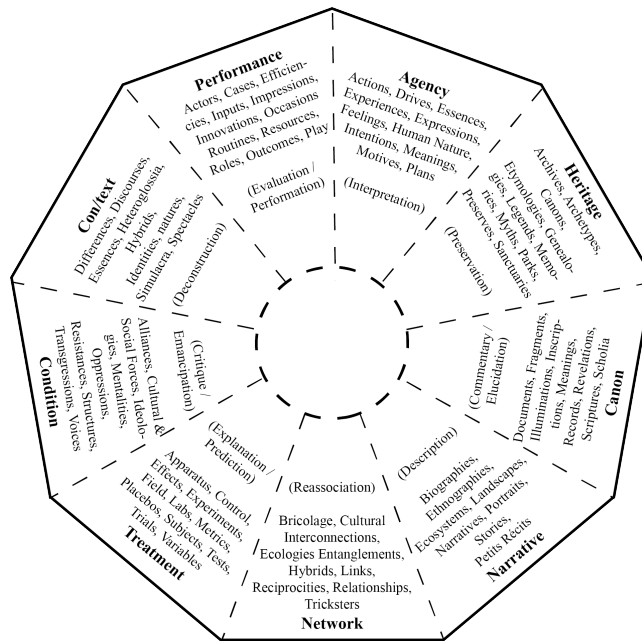 Performance
Actors, Cases, Efficien-
cies, Inputs, Impressions,
Innovations, Occasions
Routines, Resources,
Roles, Outcomes, Play
(Evaluation /
Performation)
Agency
Actions, Drives, Essences,
Experiences, Expressions,
Feelings, Human Nature,
Intentions, Meanings,
Motives, Plans
(Interpretation)
Heritage
Archives, Archetypes,
Canons,
Etymologies, Genealo-
gies, Legends, Memo-
ries, Myths, Parks,
Preserves, Sanctuaries
(Preservation)
Canon
Documents, Fragments,
Illuminations, Inscrip-
tions, Meanings,
Records, Revelations,
Scriptures, Scholia
(Commentary /
Elucidation)
(Description)
Biographies,
Ethnographies,
Ecosystems, Landscapes,
Narratives, Portraits,
Stories,
Petits Récits
Narrative
(Reassociation)
Bricolage, Cultural
Interconnections,
Ecologies Entanglements,
Hybrids, Links,
Reciprocities, Relationships,
Tricksters
Network
(Explanation /
Prediction)
Apparatus, Control,
Effects, Experiments,
Field, Labs, Metrics,
Placebos, Subjects, Tests,
Trials, Variables
Treatment
(Critique /
Emancipation)
Alliances, Cultural &
Social Forces, Ideolo-
gies, Mentalities,
Oppressions,
Resistances, Structures,
Transgressions, Voices
Condition
Con/text
Differences, Discourses,
Essences, Heteroglossia,
Hybrids,
Identities, natures,
Simulacra, Spectacles
(Deconstruction)